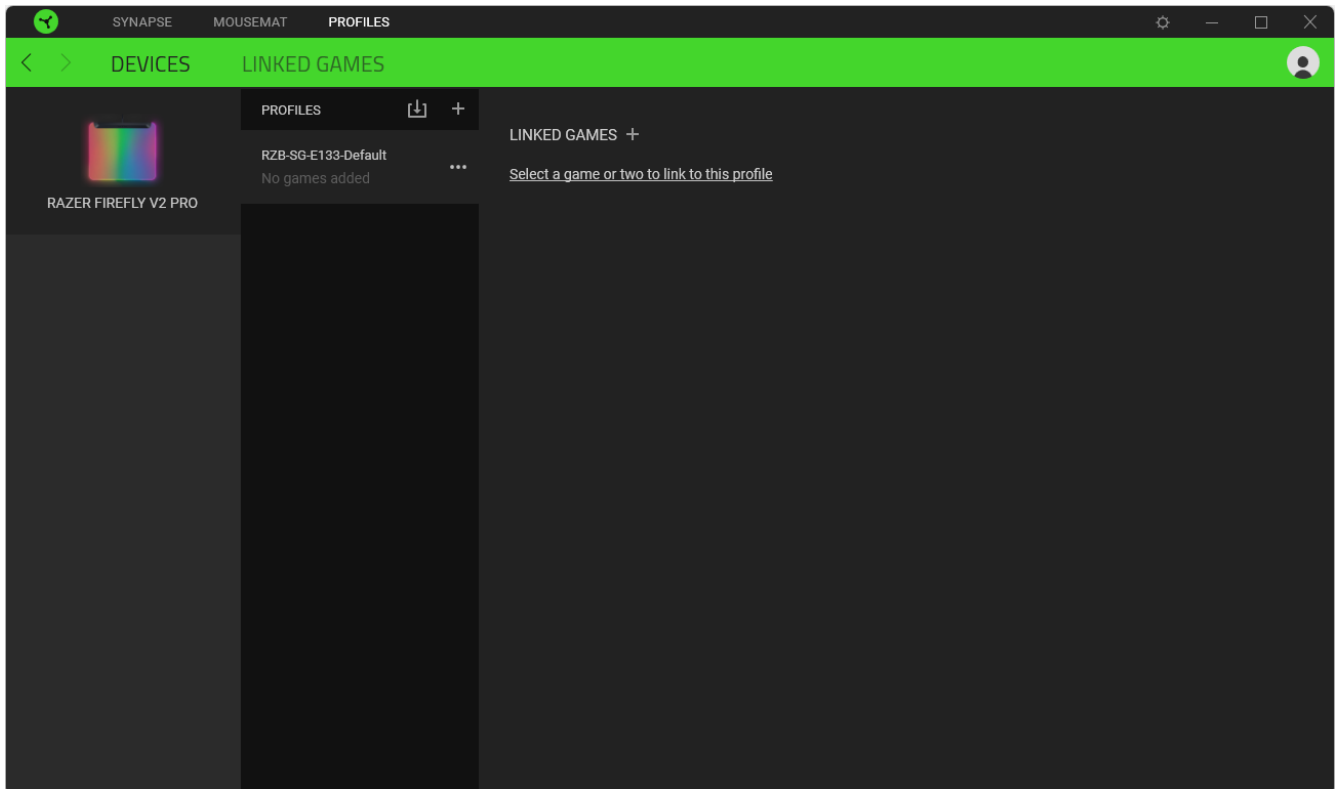 SYNAPSE MOUSEMAT PROFILES
DEVICES LINKED GAMES
RAZER FIREFLY V2 PRO
PROFILES
RZB-SG-E133-Default
No games added
LINKED GAMES
Select a game or two to link to this profile